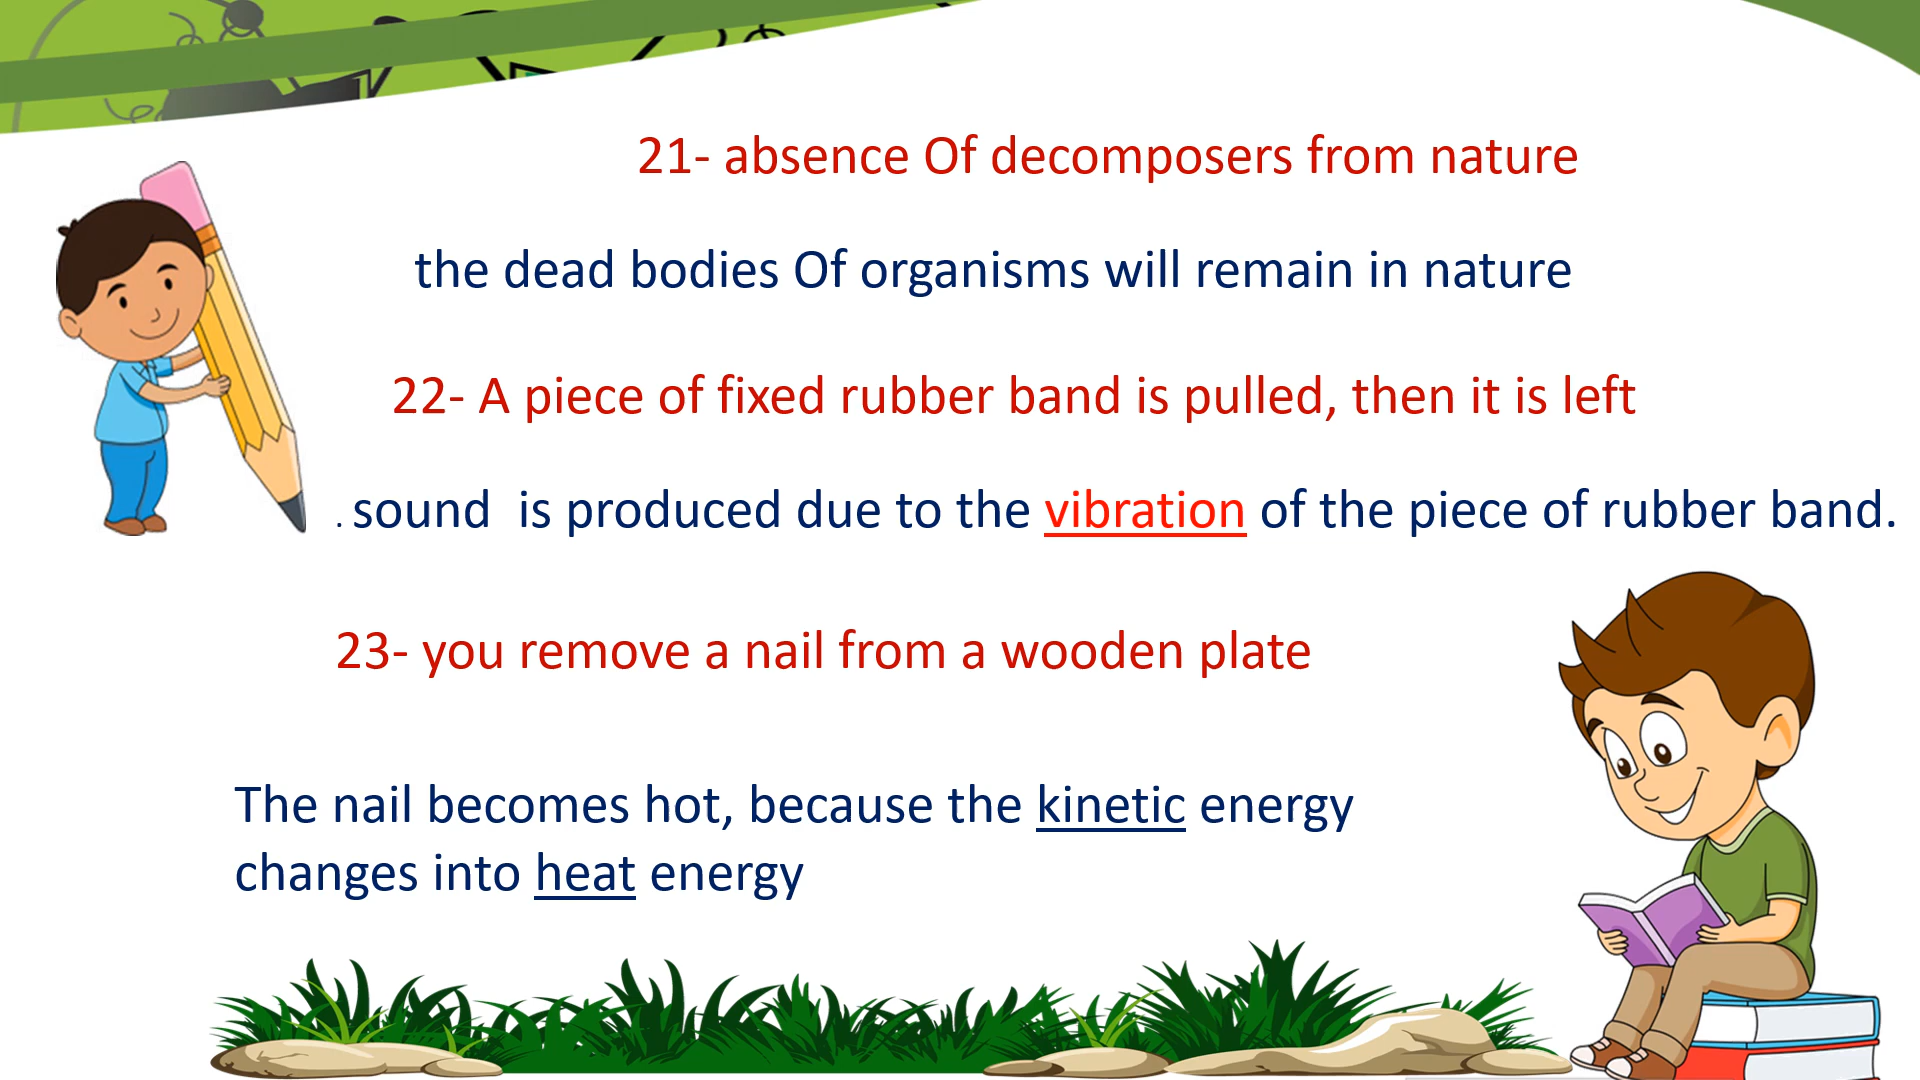 21- absence Of decomposers from nature
the dead bodies Of organisms will remain in nature
22- A piece of fixed rubber band is pulled, then it is left
. sound  is produced due to the vibration of the piece of rubber band.
23- you remove a nail from a wooden plate
The nail becomes hot, because the kinetic energy
changes into heat energy